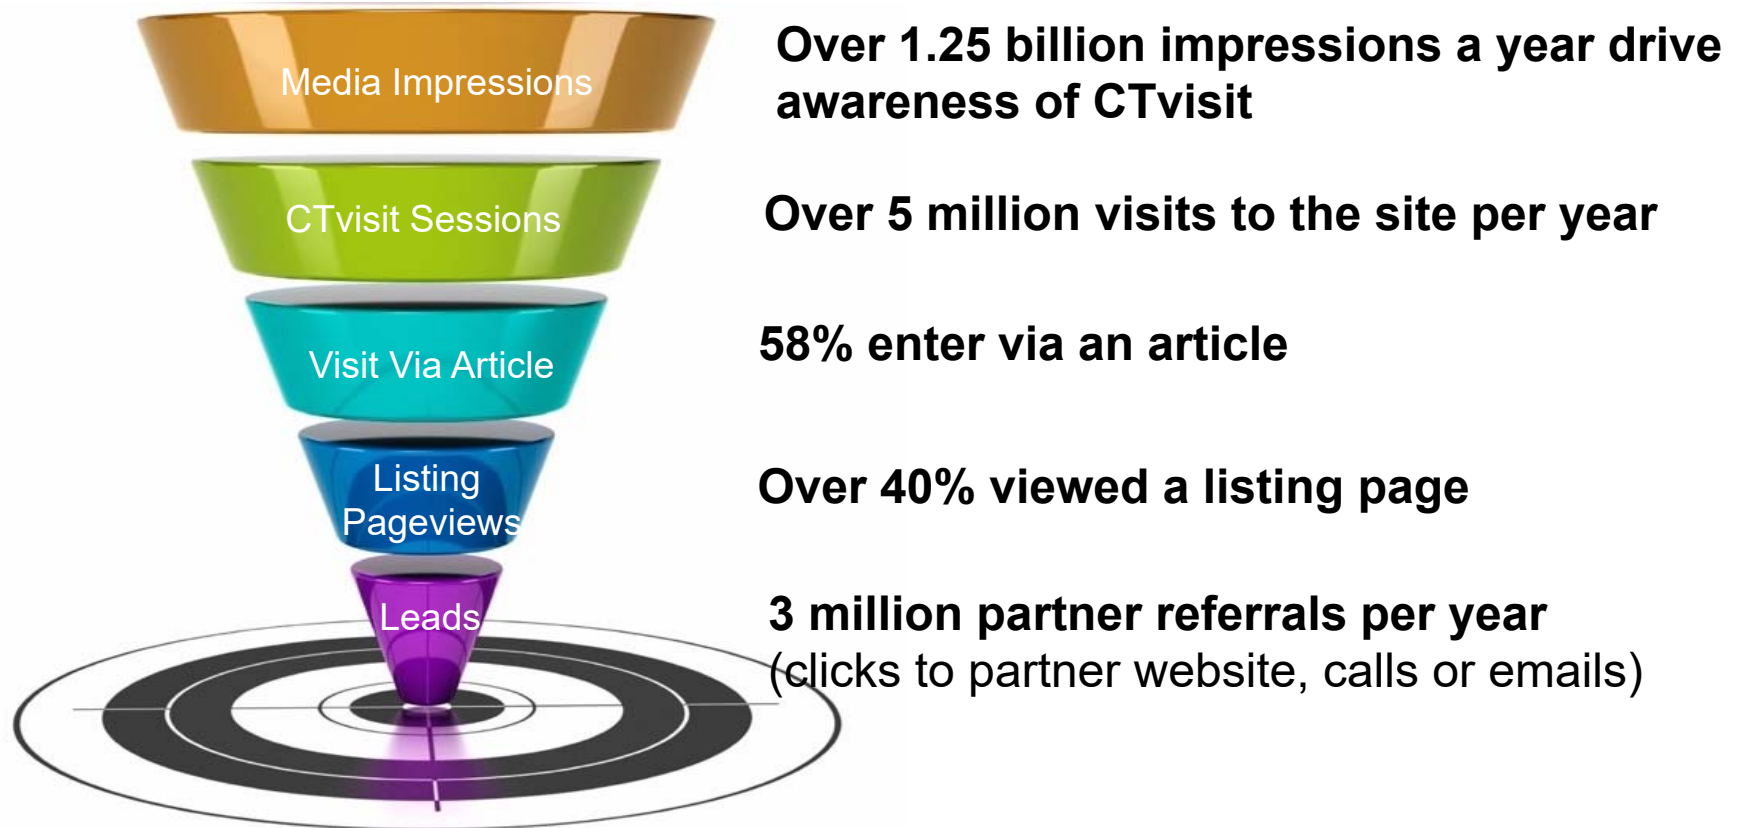 Media Impressions
Over 1.25 billion impressions a year drive
awareness of CTvisit
CTvisit Sessions
Over 5 million visits to the site per year
Visit Via Article
58% enter via an article
Listing
Pageviews
Over 40% viewed a listing page
Leads
3 million partner referrals per year
(clicks to partner website, calls or emails)